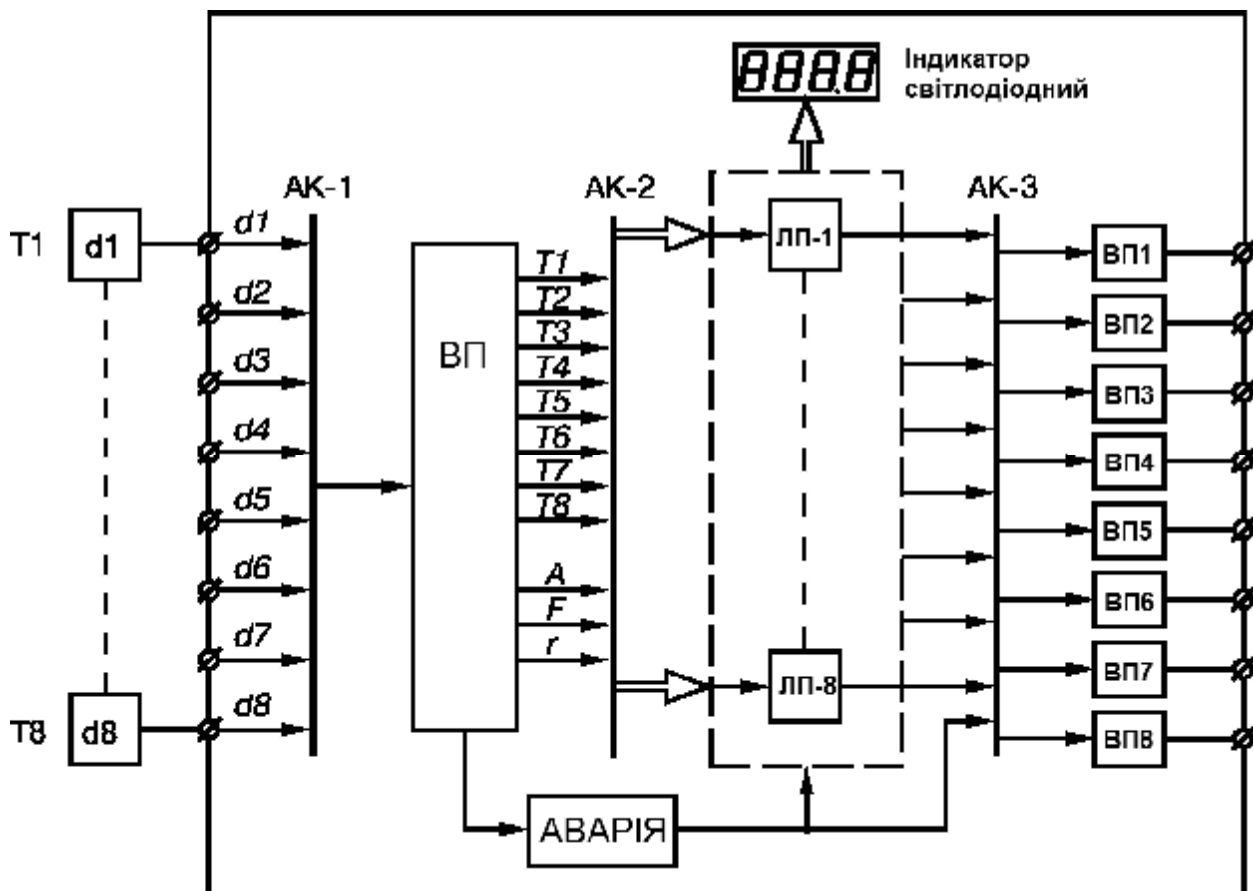 888.8
Індикатор
світлодіодний
АК-1
АК-2
АК-3
Т1
d1
d1
d2
d3
d4
d5
d6
d7
d8
Т8
d8
ВП
T1
T2
T3
T4
T5
T6
T7
T8
A
F
r
ЛП-1
ЛП-8
АВАРІЯ
ВП1
ВП2
ВП3
ВП4
ВП5
ВП6
ВП7
ВП8